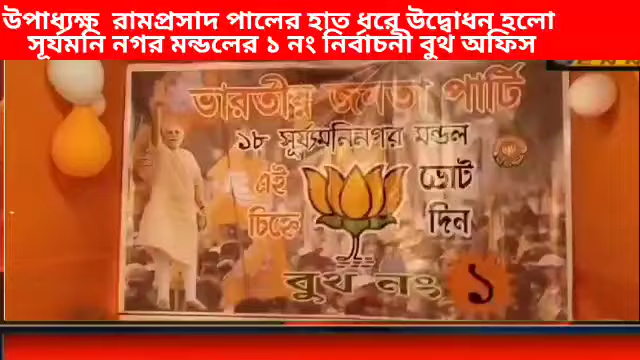 উপাধ্যক্ষ রামপ্রসাদ পালের হাত ধরে উদ্বোধন হলো
সূর্যমনি নগর মন্ডলের ১ নং নির্বাচনী বুথ অফিস
ভারতীয় জনতা পার্টি
১৮ সূর্য্যমনিনগর মন্ডল
এই চিহ্নে ভোট দিন
বুথ নং ১